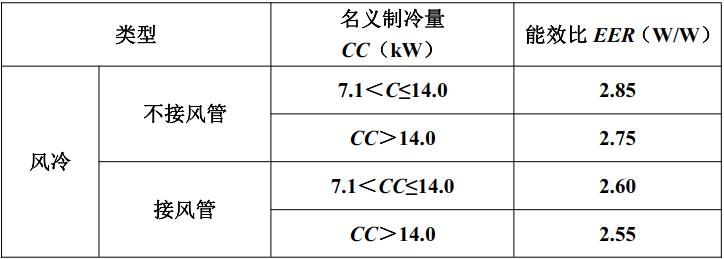 类型
名义制冷量
CC（kW）
能效比 EER（W/W）
风冷
不接风管
7.1＜C≤14.0
2.85
CC＞14.0
2.75
接风管
7.1＜CC≤14.0
2.60
CC＞14.0
2.55